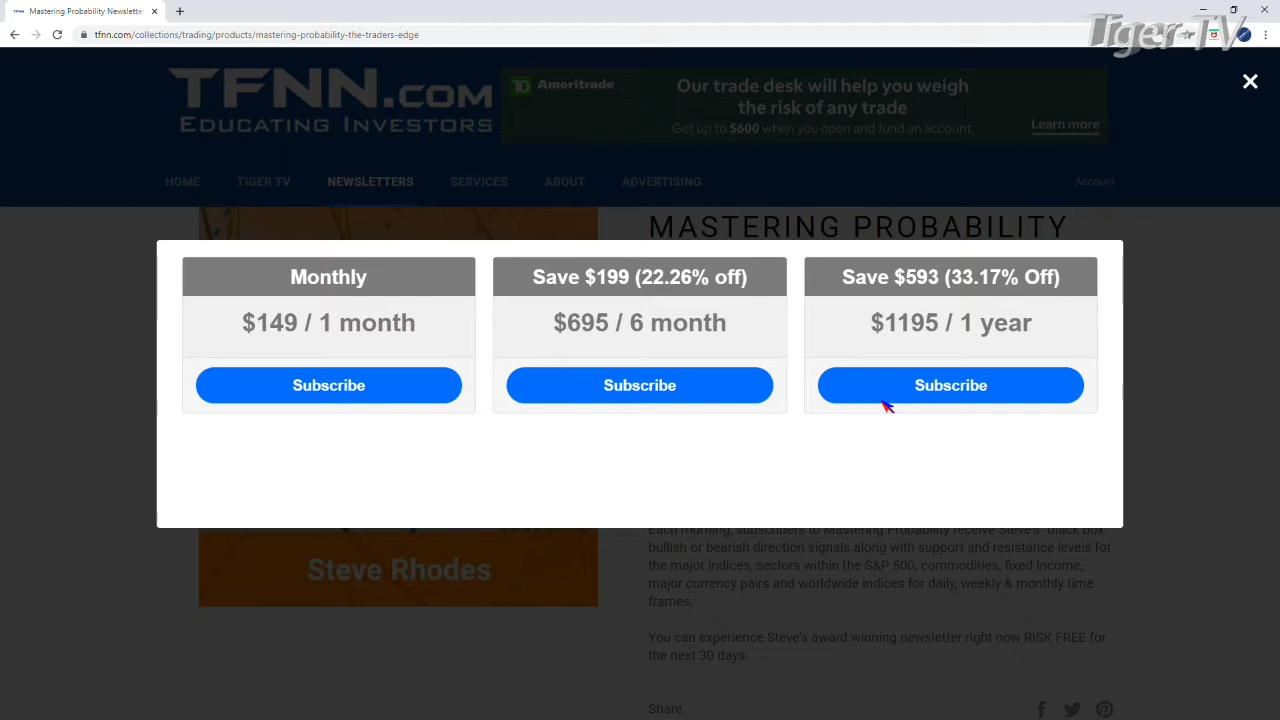 Mastering Probability Newsletter
tfnn.com/collections/trading/products/mastering-probability-the-traders-edge
Tiger-TV
TFNN.COM
EDUCATING INVESTORS
TD Ameritrade
Our trade desk will help you weigh
the risk of any trade
Get up to $600 when you open and fund an account.
Learn more
HOME
TIGER TV
NEWSLETTERS
SERVICES
ABOUT
ADVERTISING
Account
MASTERING PROBABILITY
Monthly
$149 / 1 month
Subscribe
Save $199 (22.26% off)
$695 / 6 month
Subscribe
Save $593 (33.17% Off)
$1195 / 1 year
Subscribe
Steve Rhodes
Each morning, subscribers to Mastering Probability receive Steve's "black box"
bullish or bearish direction signals along with support and resistance levels for
the major indices, sectors within the S&P 500, commodities, fixed income,
major currency pairs and worldwide indices for daily, weekly & monthly time
frames.
You can experience Steve's award winning newsletter right now RISK FREE for
the next 30 days.
Share